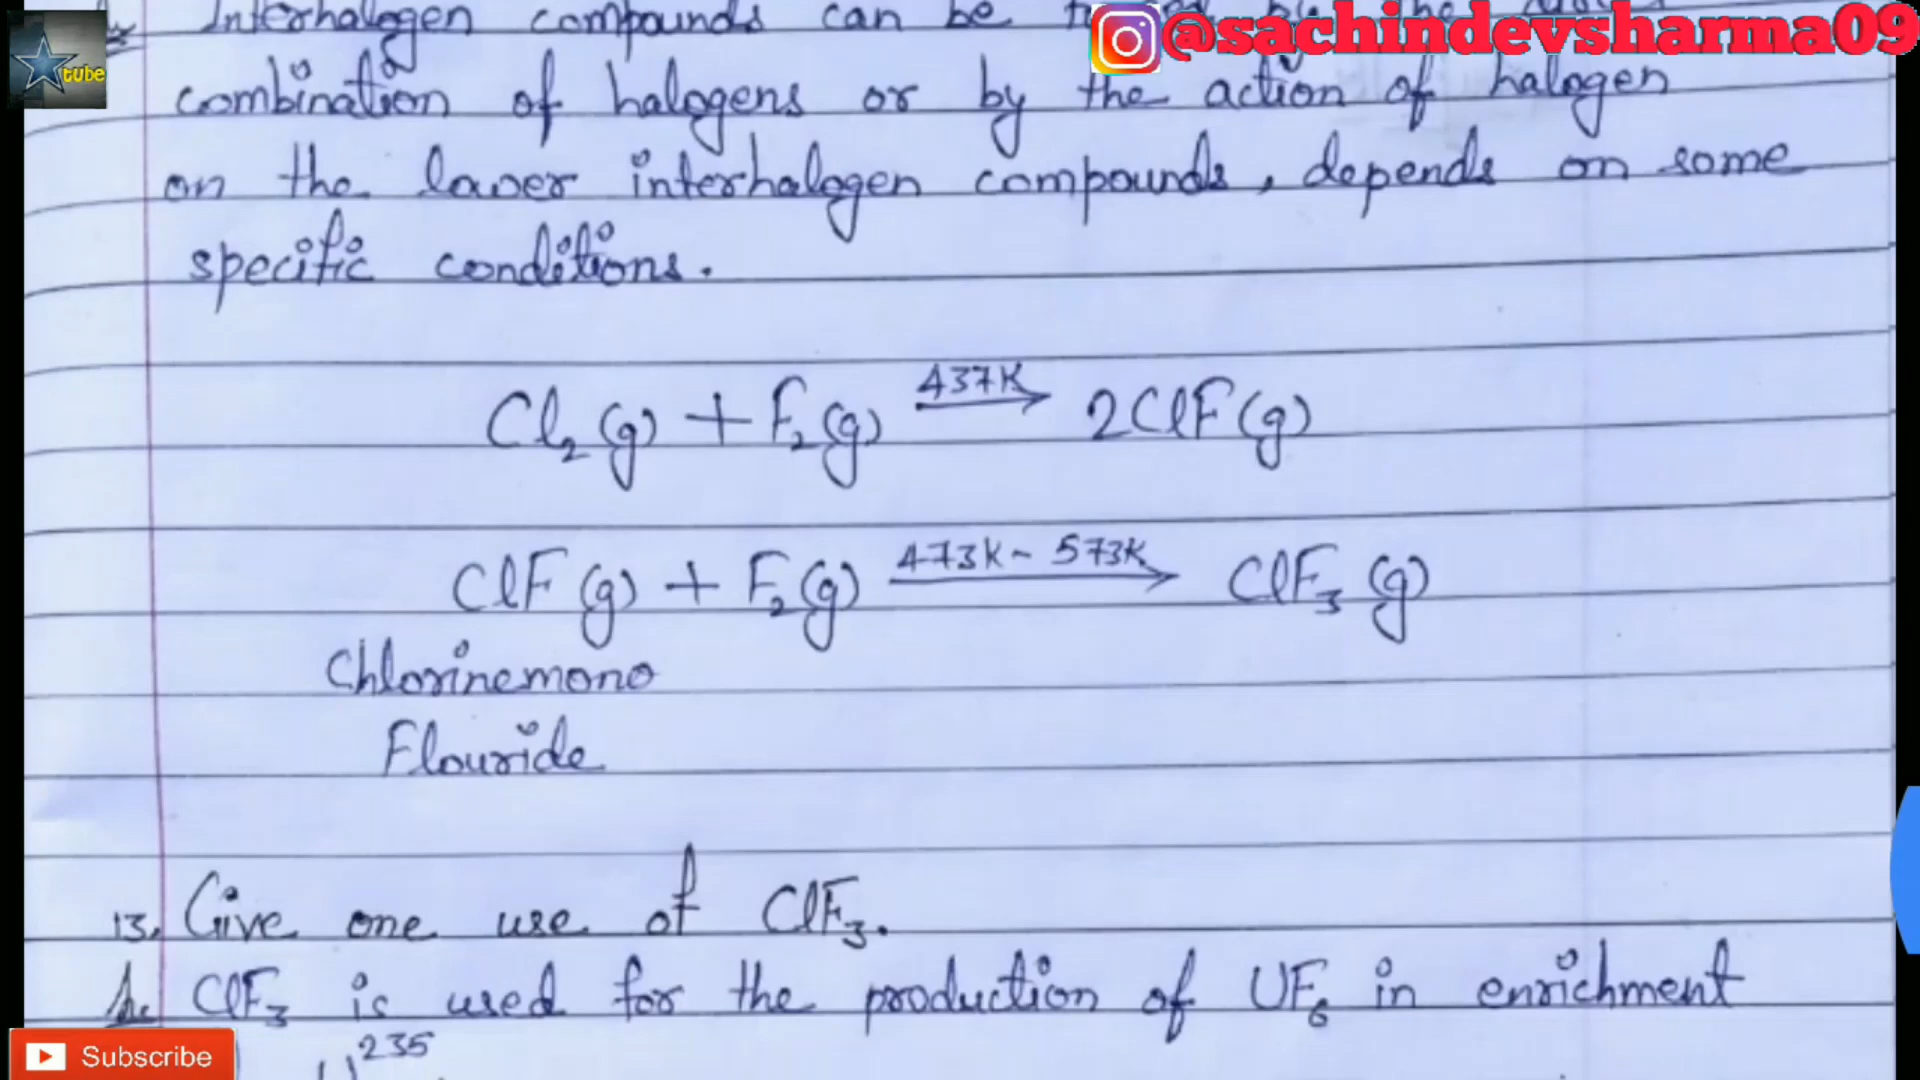 Interhalogen compounds can be
@sachindevsharma09
tube
combination of halogens or by the action of halogen
on the lower interhalogen compounds, depends on some
specific conditions.
Cl₂(g) + F₂(g) 437K → 2ClF(g)
ClF(g) + F₂(g) 473K - 573K → ClF₃(g)
Chlorinemono
Flouride
13. Give one use of ClF₃.
ClF₃ is used for the production of UF₆ in enrichment
U²³⁵
Subscribe